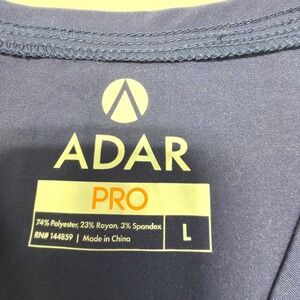 ADAR
PRO
74% Polyester, 23% Rayon, 3% Spandex
RN# 144859 | Made in China
L